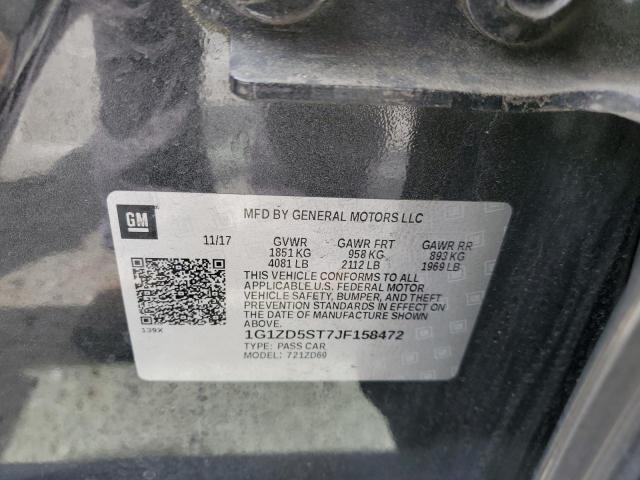 GM
MFD BY GENERAL MOTORS LLC
11/17 GVWR GAWR FRT GAWR RR
1851 KG 958 KG 893 KG
4081 LB 2112 LB 1969 LB
THIS VEHICLE CONFORMS TO ALL
APPLICABLE U.S. FEDERAL MOTOR
VEHICLE SAFETY, BUMPER, AND THEFT
PREVENTION STANDARDS IN EFFECT ON
THE DATE OF MANUFACTURE SHOWN
ABOVE.
139X
1G1ZD5ST7JF158472
TYPE: PASS CAR
MODEL: 721ZD69